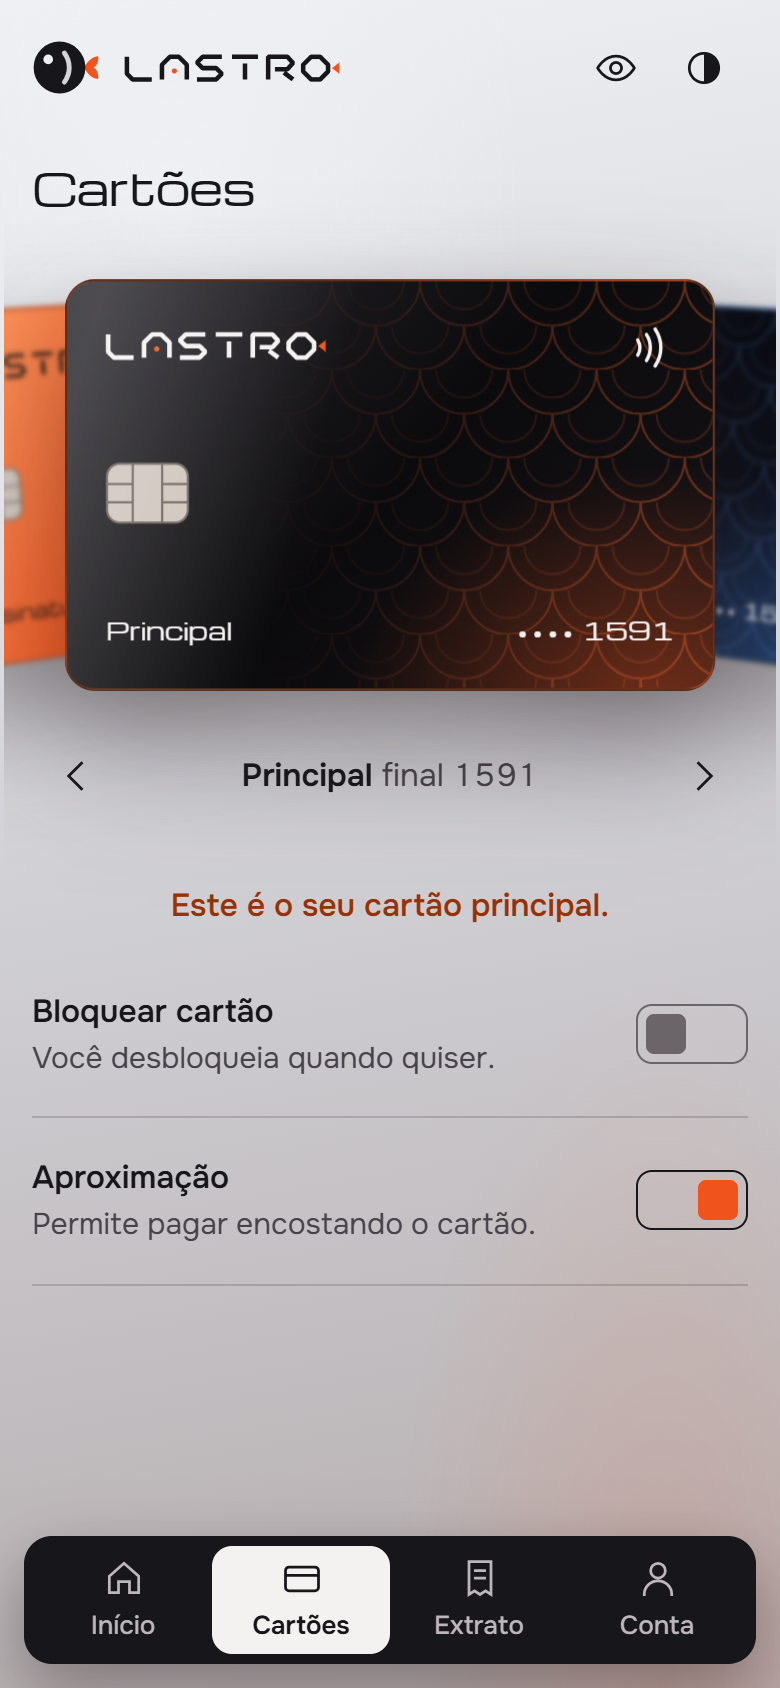 LASTRO
Cartões
LASTRO
Principal
•••• 1591
Principal final 1591
Este é o seu cartão principal.
Bloquear cartão
Você desbloqueia quando quiser.
Aproximação
Permite pagar encostando o cartão.
Início
Cartões
Extrato
Conta